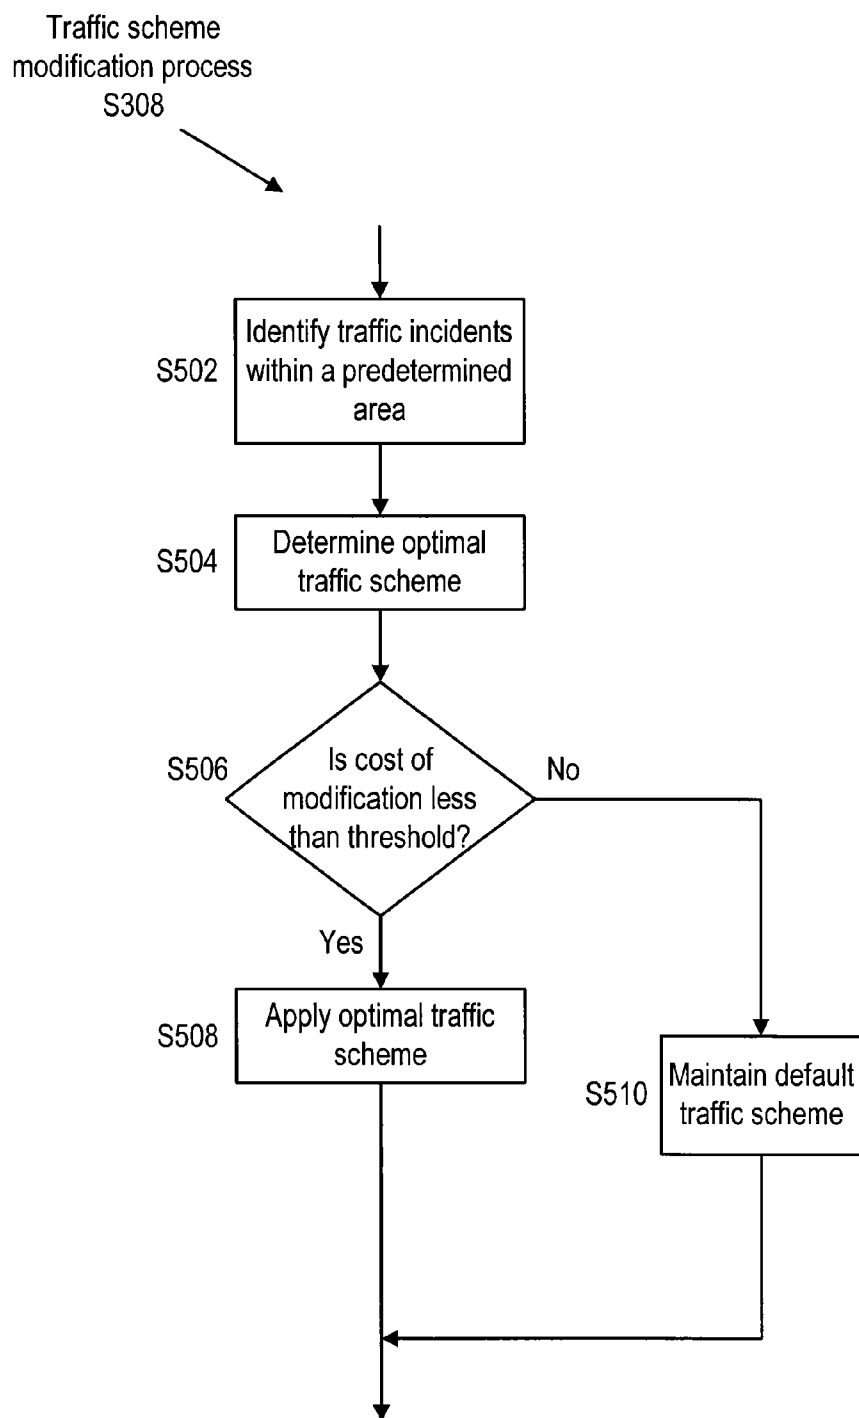 Traffic scheme
modification process
S308
Identify traffic incidents
within a predetermined
area
S502
Determine optimal
traffic scheme
S504
Is cost of
modification less
than threshold?
S506
No
Yes
Apply optimal traffic
scheme
S508
Maintain default
traffic scheme
S510